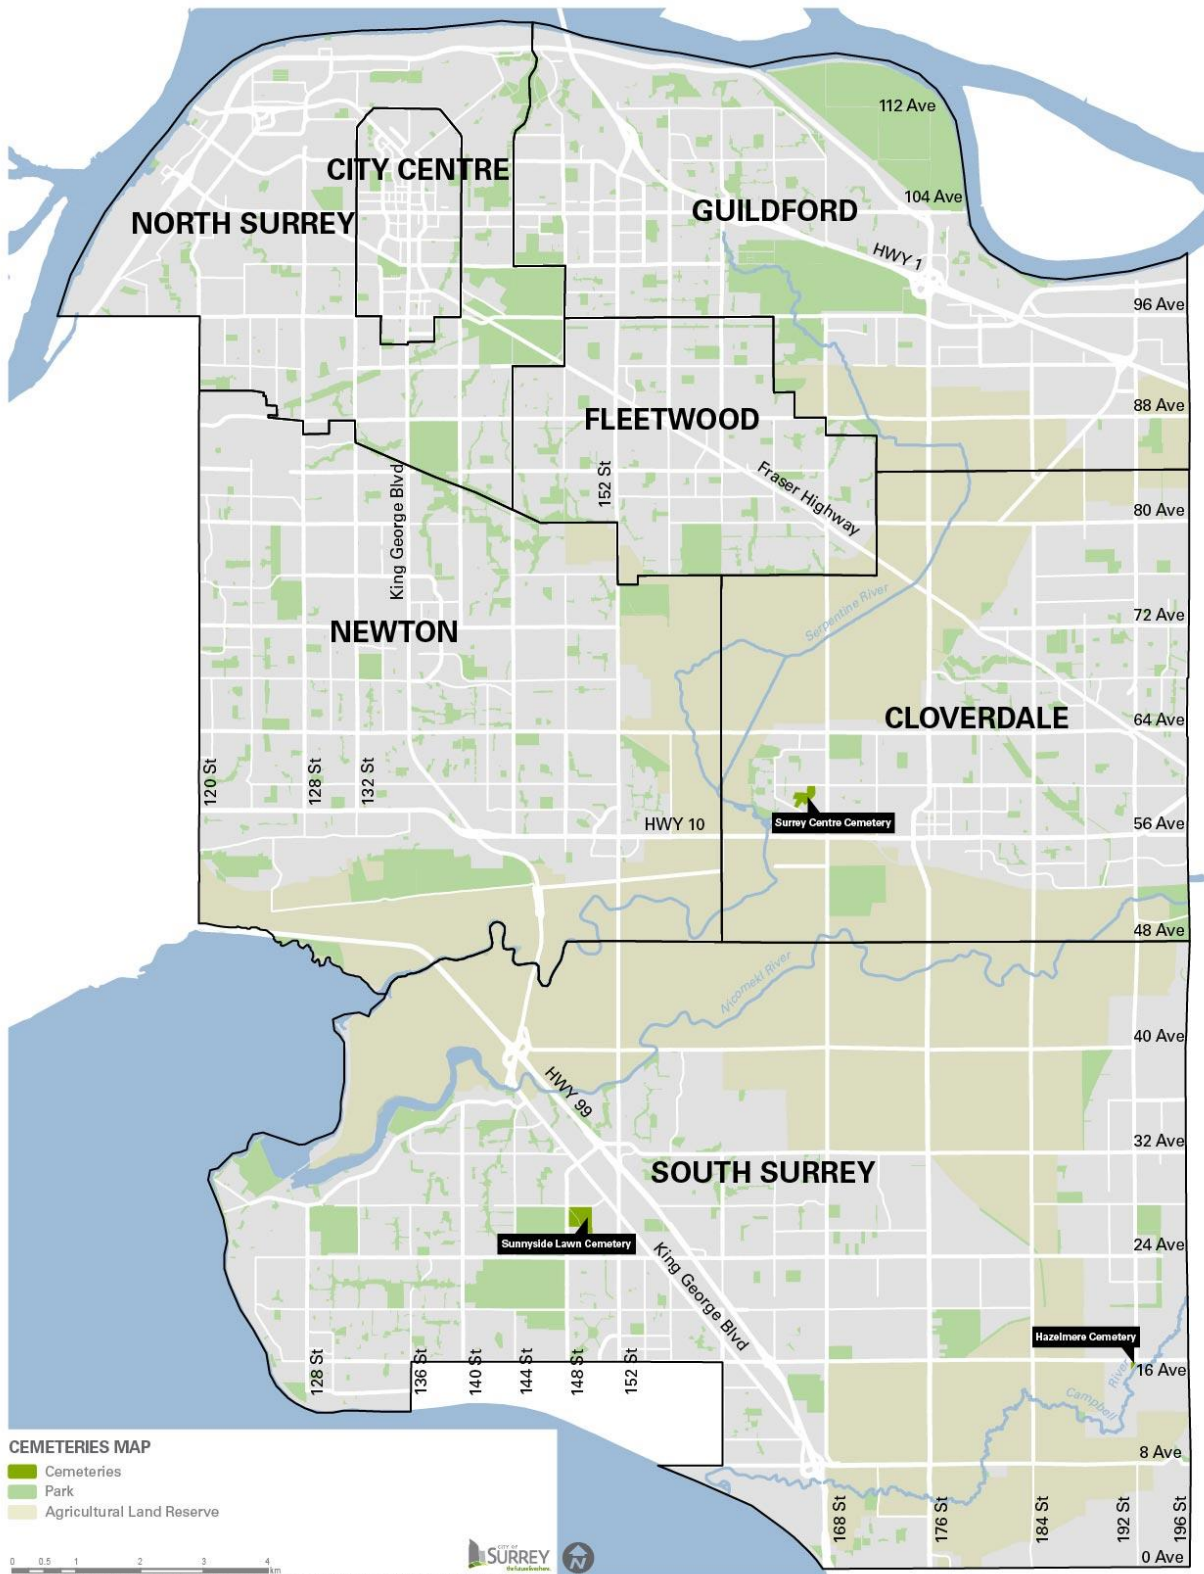 112 Ave
CITY CENTRE
104 Ave
NORTH SURREY
GUILDFORD
HWY 1
96 Ave
88 Ave
FLEETWOOD
152 St
Fraser Highway
King George Blvd
80 Ave
Serpentine River
72 Ave
NEWTON
CLOVERDALE
64 Ave
120 St
128 St
132 St
Surrey Centre Cemetery
HWY 10
56 Ave
48 Ave
Nicomekl River
40 Ave
HWY 99
32 Ave
SOUTH SURREY
Sunnyside Lawn Cemetery
24 Ave
King George Blvd
Hazelmere Cemetery
128 St
136 St
140 St
144 St
148 St
152 St
16 Ave
Campbell River
8 Ave
CEMETERIES MAP
Cemeteries
Park
Agricultural Land Reserve
168 St
176 St
184 St
192 St
196 St
0 Ave
0 0.5 1 2 3 4
km
CITY OF
SURREY
the future lives here.
N